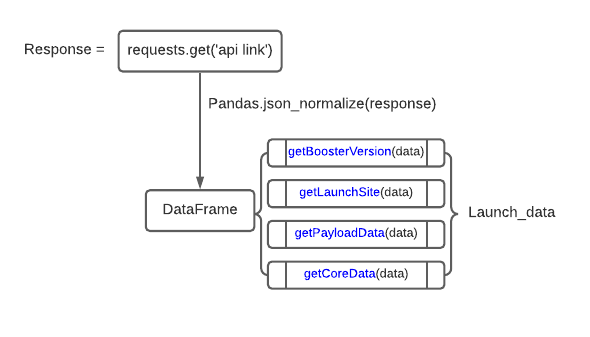 Response =
requests.get('api link')
Pandas.json_normalize(response)
getBoosterVersion(data)
getLaunchSite(data)
DataFrame
Launch_data
getPayloadData(data)
getCoreData(data)